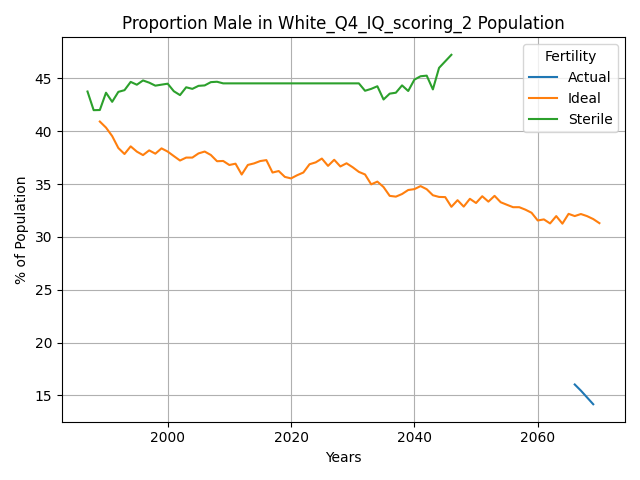 Proportion Male in White_Q4_IQ_scoring_2 Population
Fertility
Actual
Ideal
Sterile
% of Population
45
40
35
30
25
20
15
2000
2020
2040
2060
Years